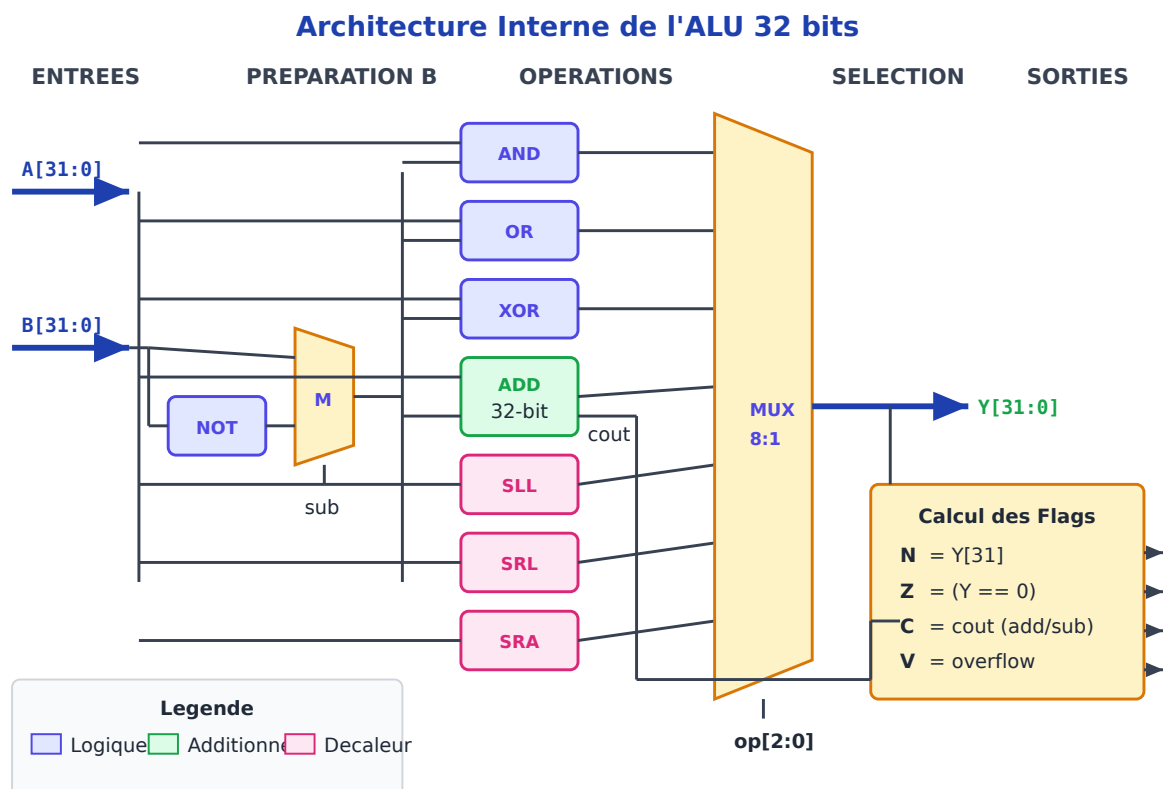 Architecture Interne de l'ALU 32 bits
ENTREES
PREPARATION B
OPERATIONS
SELECTION
SORTIES
A[31:0]
B[31:0]
NOT
M
sub
AND
OR
XOR
ADD
32-bit
cout
SLL
SRL
SRA
MUX
8:1
op[2:0]
Y[31:0]
Calcul des Flags
N = Y[31]
Z = (Y == 0)
C = cout (add/sub)
V = overflow
Legende
Logique
Additionne
Decaleur